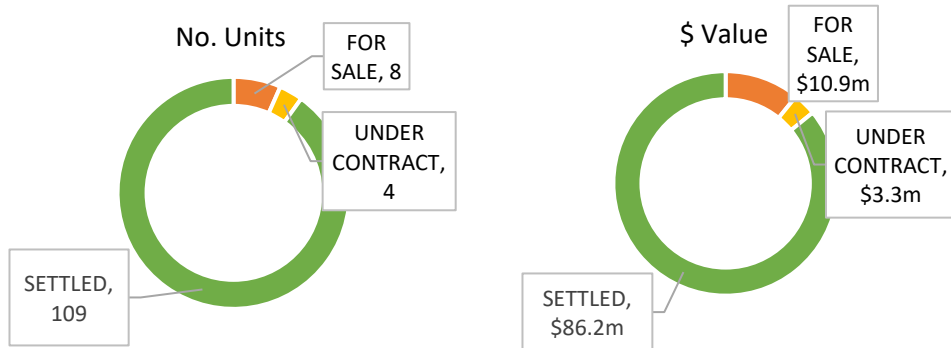 No. Units
FOR
SALE, 8
UNDER
CONTRACT,
4
SETTLED,
109
$ Value
FOR
SALE,
$10.9m
UNDER
CONTRACT,
$3.3m
SETTLED,
$86.2m